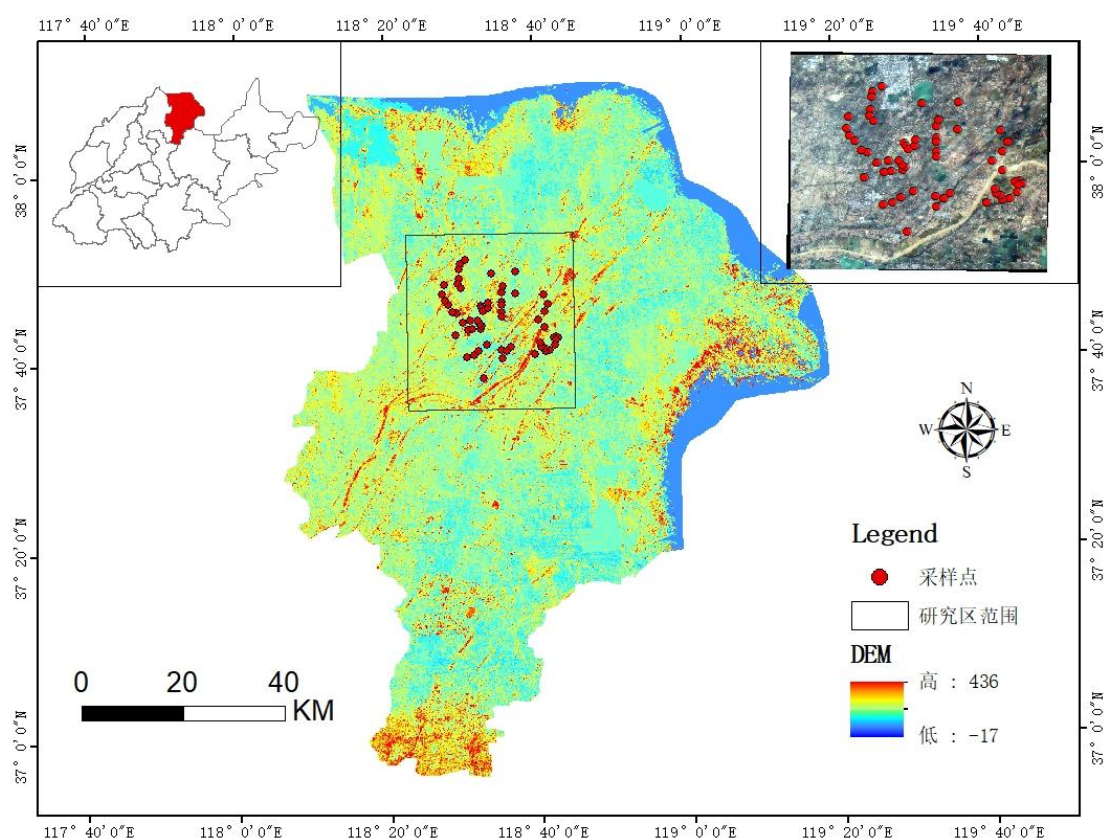 117° 40′0″E
118° 0′0″E
118° 20′0″E
118° 40′0″E
119° 0′0″E
119° 20′0″E
119° 40′0″E
38° 0′0″N
37° 40′0″N
37° 20′0″N
37° 0′0″N
38° 0′0″N
37° 40′0″N
37° 20′0″N
37° 0′0″N
N
W
E
S
Legend
采样点
研究区范围
DEM
高 : 436
低 : -17
0
20
40
KM
117° 40′0″E
118° 0′0″E
118° 20′0″E
118° 40′0″E
119° 0′0″E
119° 20′0″E
119° 40′0″E